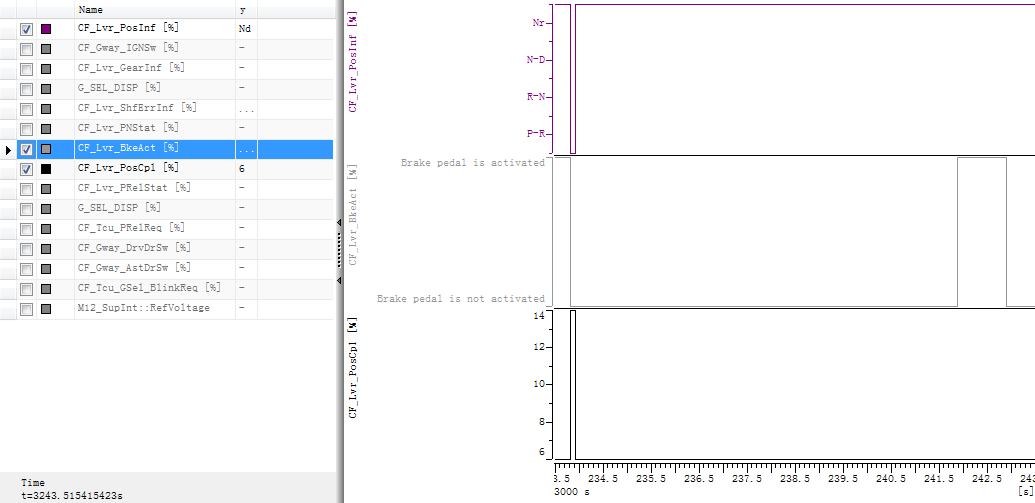 Name y
CF_Lvr_PosInf [%] Nd
CF_Gway_IGNSw [%] -
CF_Lvr_GearInf [%] -
G_SEL_DISP [%] -
CF_Lvr_ShfErrInf [%] ...
CF_Lvr_PNStat [%] -
CF_Lvr_BkeAct [%] ...
CF_Lvr_PosCpl [%] 6
CF_Lvr_PRelStat [%] -
G_SEL_DISP [%] -
CF_Tcu_PRelReq [%] -
CF_Gway_DrvDrSw [%] -
CF_Gway_AstDrSw [%] -
CF_Tcu_GSel_BlinkReq [%] -
M12_SupInt::RefVoltage -
Time
t=3243.515415423s
CF_Lvr_PosInf [%]
Nr
N-D
R-N
P-R
CF_Lvr_BkeAct [%]
Brake pedal is activated
Brake pedal is not activated
CF_Lvr_PosCpl [%]
14
12
10
8
6
3.5 234.5 235.5 236.5 237.5 238.5 239.5 240.5 241.5 242.5 24
3000 s [s]